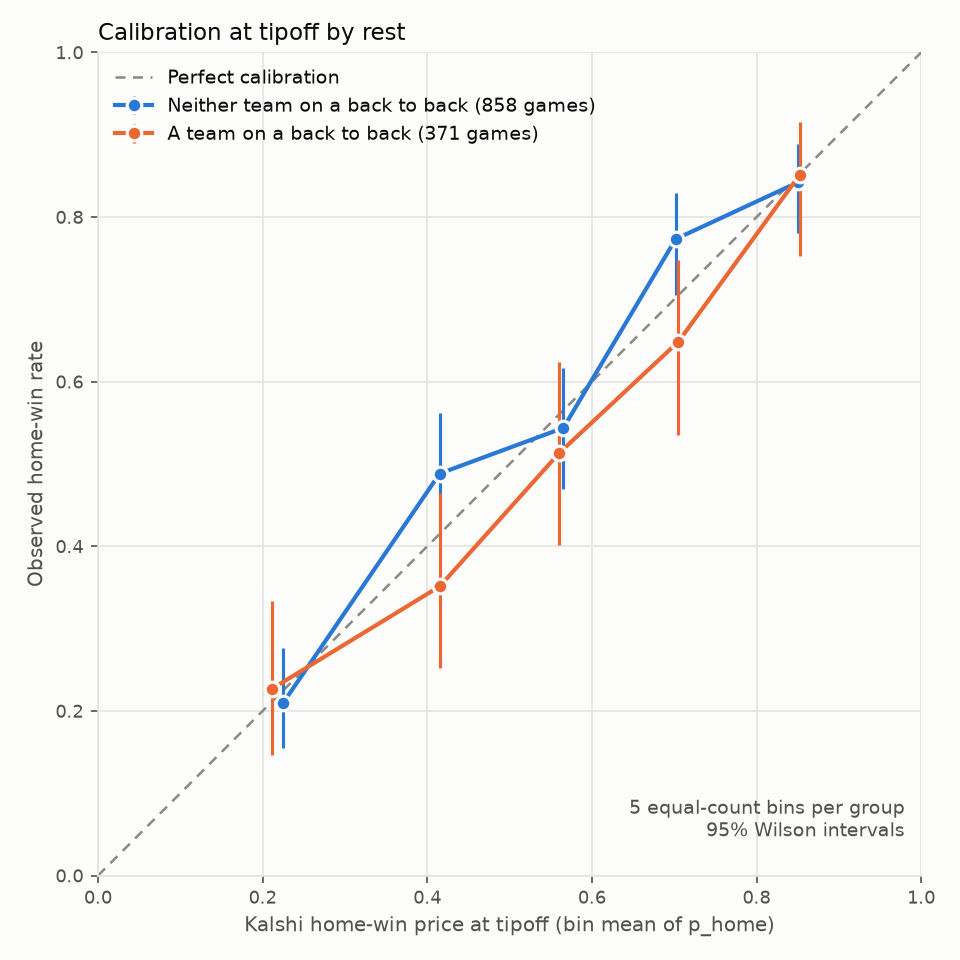 Calibration at tipoff by rest
1.0
0.8
0.6
0.4
0.2
0.0
Perfect calibration
Neither team on a back to back (858 games)
A team on a back to back (371 games)
Observed home-win rate
5 equal-count bins per group
95% Wilson intervals
0.0 0.2 0.4 0.6 0.8 1.0
Kalshi home-win price at tipoff (bin mean of p_home)